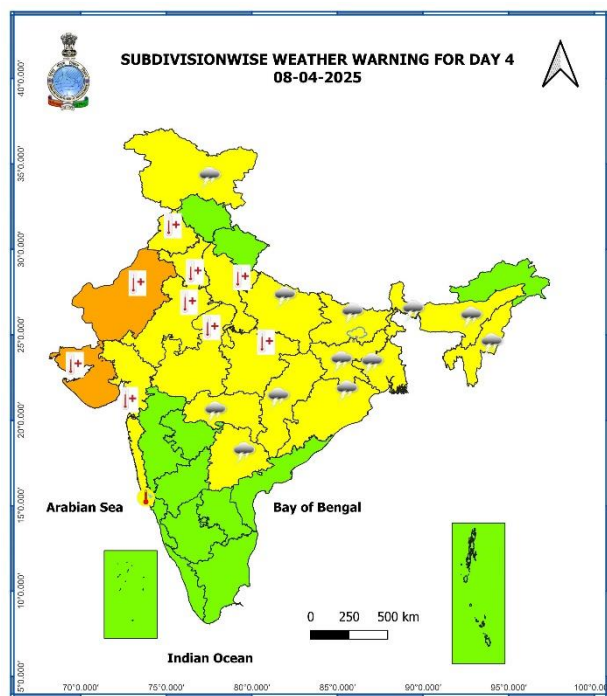 SUBDIVISIONWISE WEATHER WARNING FOR DAY 4
08-04-2025
40°0.000'
35°0.000'
30°0.000'
25°0.000'
20°0.000'
15°0.000'
10°0.000'
5°0.000'
Arabian Sea
Bay of Bengal
0 250 500 km
Indian Ocean
70°0.000' 75°0.000' 80°0.000' 85°0.000' 90°0.000' 95°0.000' 100°0